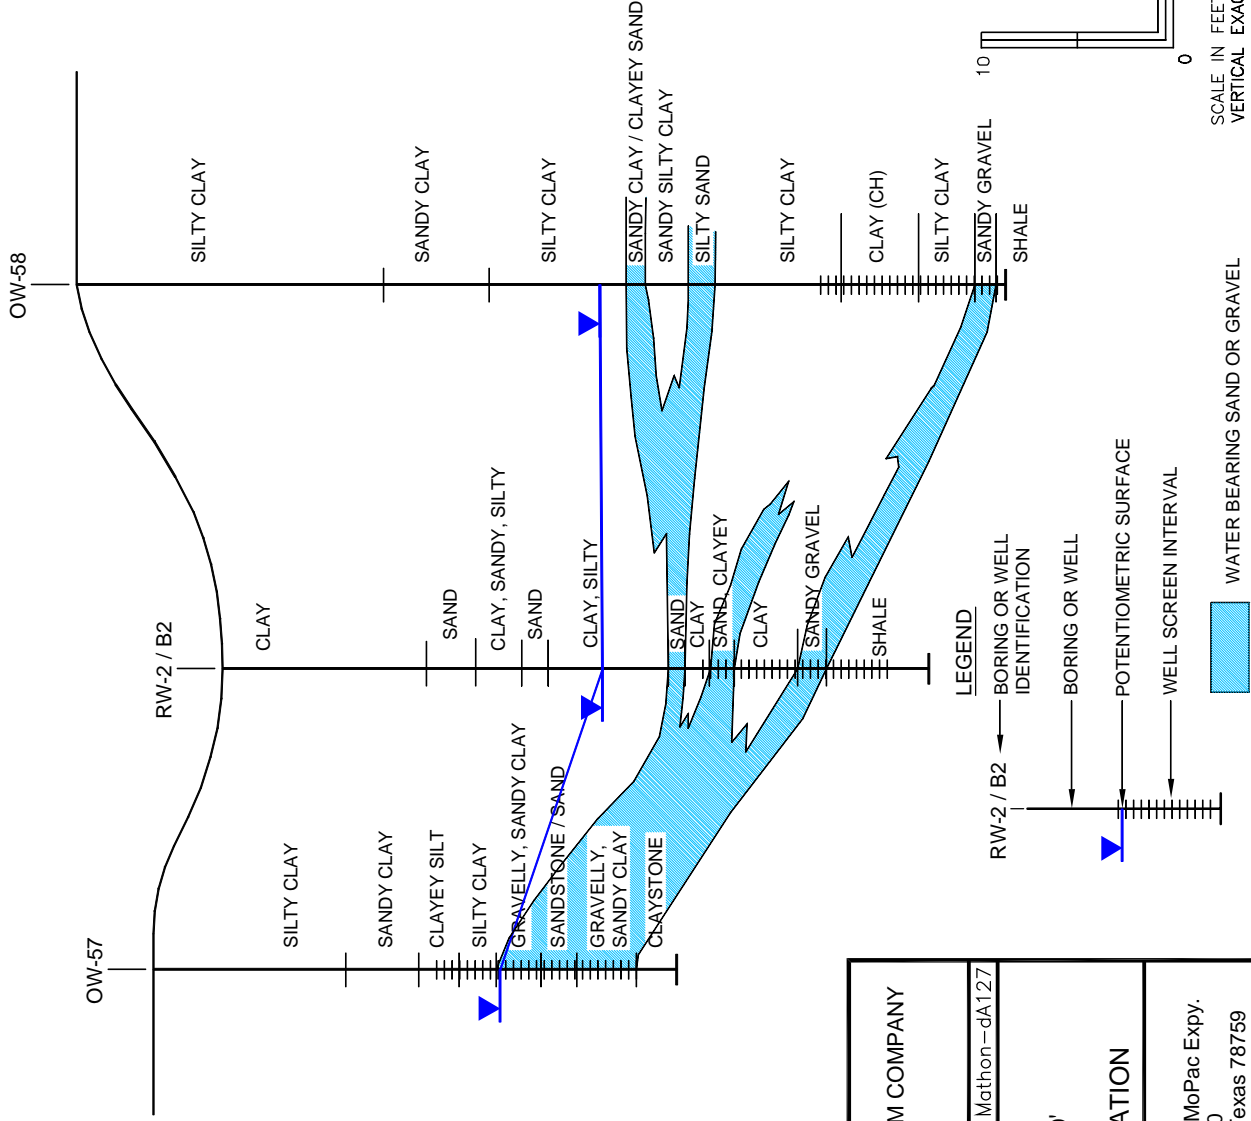 OW-57
SILTY CLAY
SANDY CLAY
CLAYEY SILT
SILTY CLAY
GRAVELLY, SANDY CLAY
SANDSTONE / SAND
GRAVELLY,
SANDY CLAY
CLAYSTONE
RW-2 / B2
CLAY
SAND
CLAY, SANDY, SILTY
SAND
CLAY, SILTY
SAND
CLAY
SAND, CLAYEY
CLAY
SANDY GRAVEL
SHALE
OW-58
SILTY CLAY
SANDY CLAY
SILTY CLAY
SANDY CLAY / CLAYEY SAND
SANDY SILTY CLAY
SILTY SAND
SILTY CLAY
CLAY (CH)
SILTY CLAY
SANDY GRAVEL
SHALE
LEGEND
RW-2 / B2
BORING OR WELL
IDENTIFICATION
BORING OR WELL
POTENTIOMETRIC SURFACE
WELL SCREEN INTERVAL
WATER BEARING SAND OR GRAVEL
10
0
SCALE IN FEET
VERTICAL EXAG
M COMPANY
Mathon-dA127
ATION
MoPac Expy.
0
exas 78759